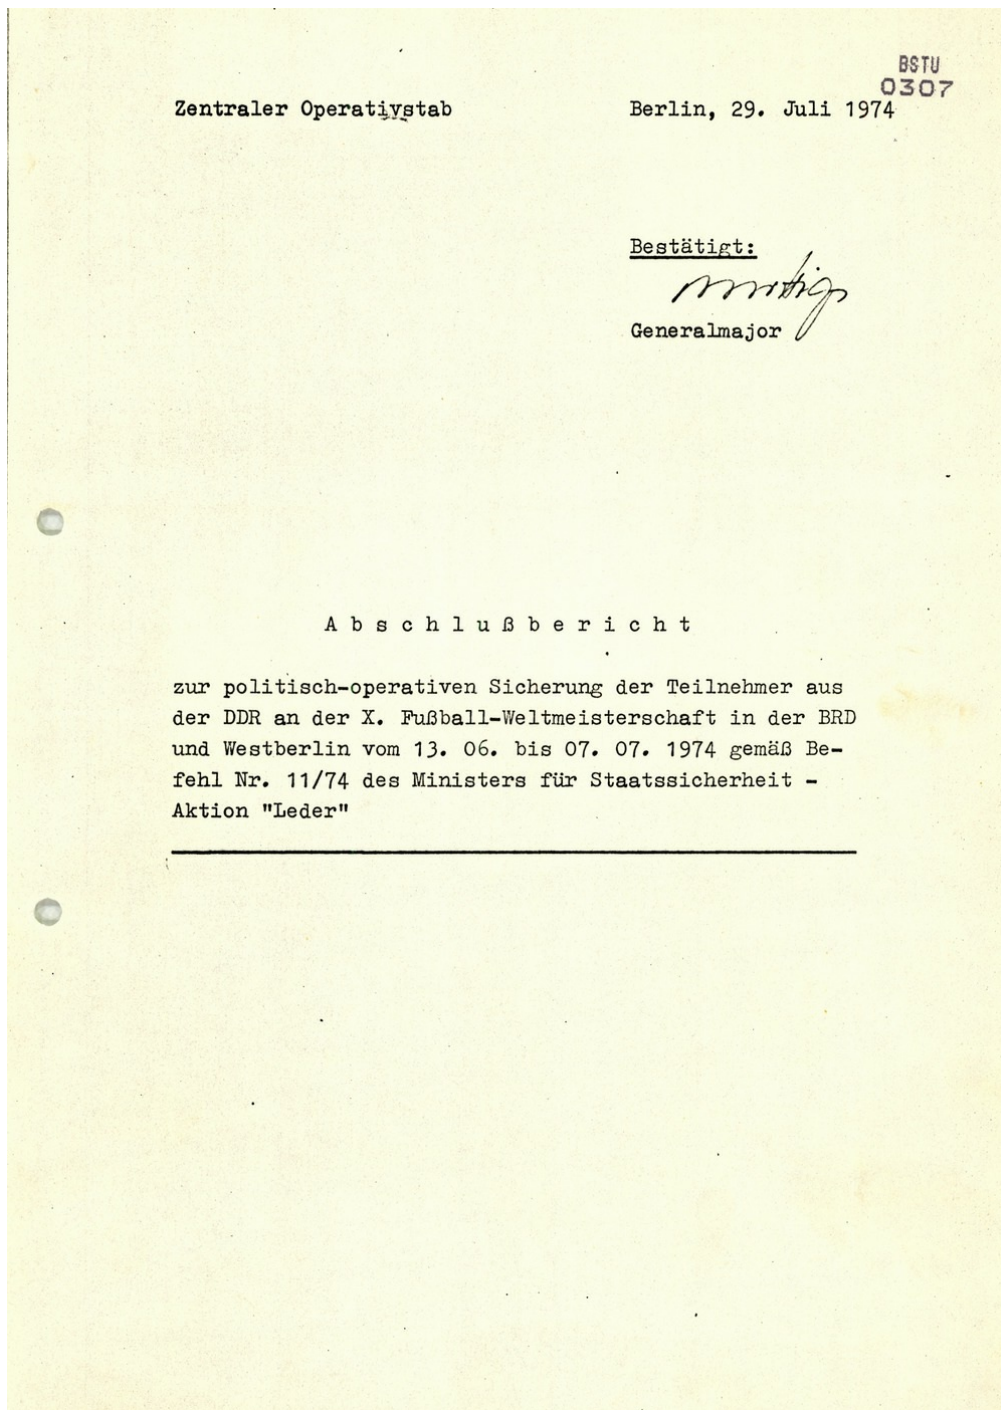 BSTU
0307
Zentraler Operativstab
Berlin, 29. Juli 1974
Bestätigt:
Generalmajor
Abschlußbericht
zur politisch-operativen Sicherung der Teilnehmer aus
der DDR an der X. Fußball-Weltmeisterschaft in der BRD
und Westberlin vom 13. 06. bis 07. 07. 1974 gemäß Be-
fehl Nr. 11/74 des Ministers für Staatssicherheit -
Aktion "Leder"